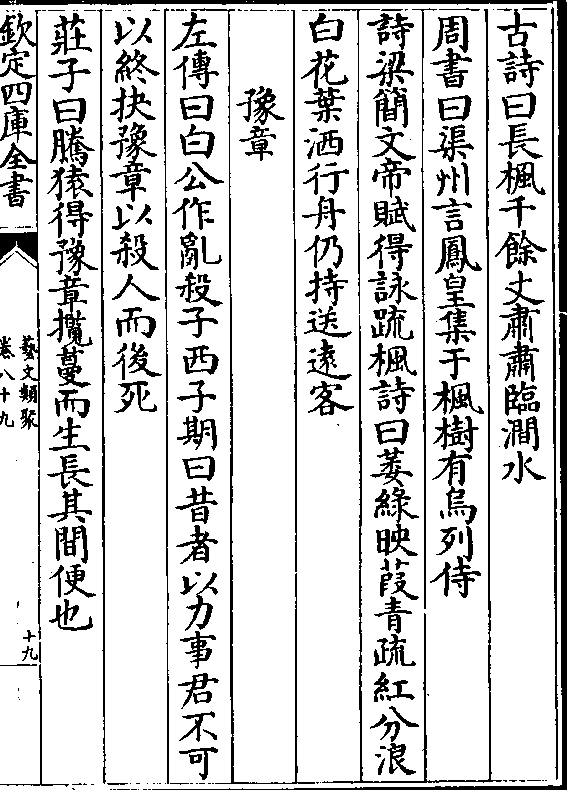 古詩曰長楓千餘丈肅肅臨澗水
周書曰渠州言鳳皇集于楓樹有烏列侍
詩梁簡文帝賦得詠疏楓詩曰萎綠映葭青疏紅分浪
白花葉洒行舟仍持送遠客
豫章
左傳曰白公作亂殺子西子期曰昔者以力事君不可
以終抉豫章以殺人而後死
莊子曰騰猿得豫章攬蔓而生長其間便也
欽定四庫全書
藝文類聚
卷八十九
十九